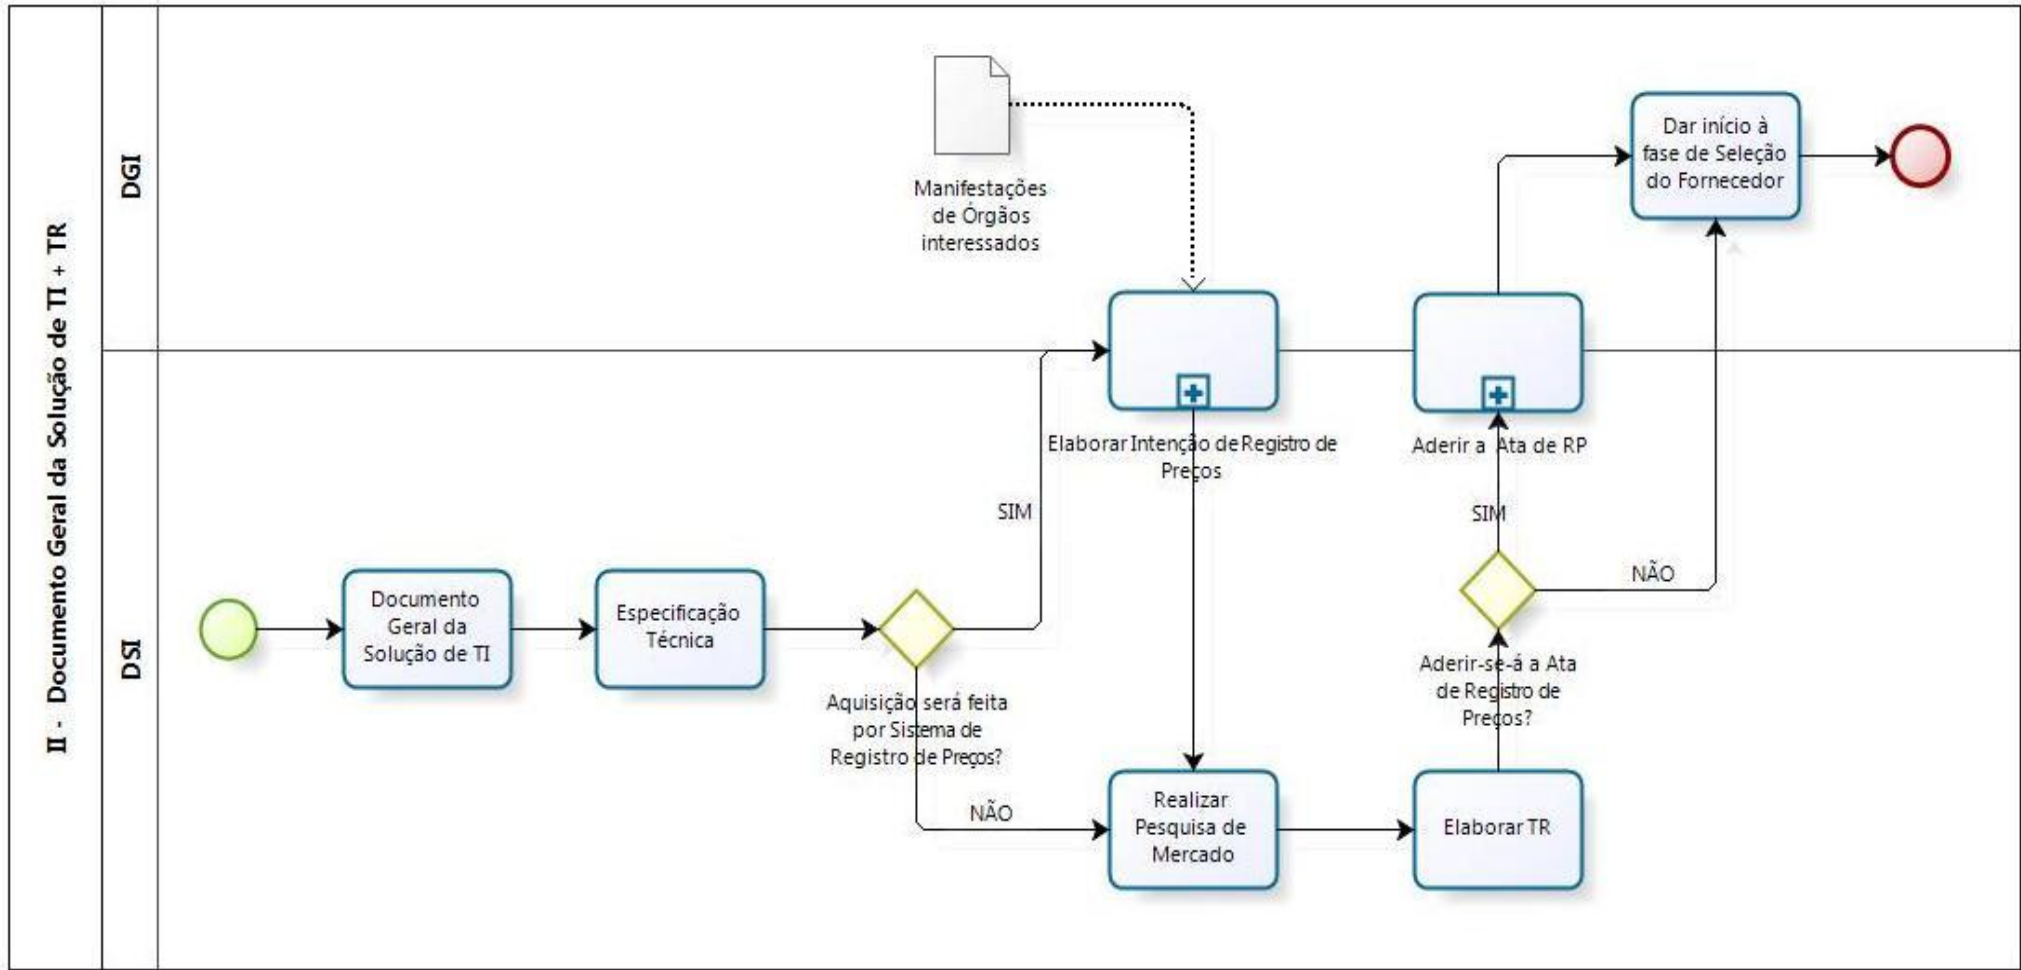 II - Documento Geral da Solução de TI + TR
DGI
Manifestações
de Órgãos
interessados
Dar início à
fase de Seleção
do Fornecedor
Elaborar Intenção de Registro de
Preços
Aderir a Ata de RP
SIM
SIM
NÃO
DSI
Documento
Geral da
Solução de TI
Especificação
Técnica
Aquisição será feita
por Sistema de
Registro de Preços?
Aderir-se-á a Ata
de Registro de
Preços?
NÃO
Realizar
Pesquisa de
Mercado
Elaborar TR